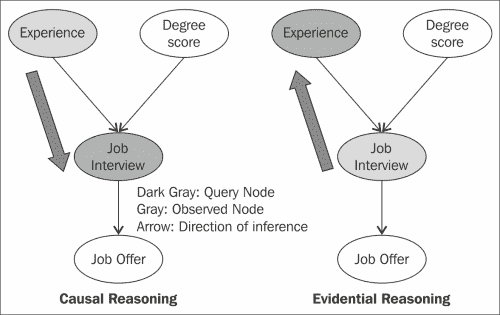 Experience
Degree
score
Job
Interview
Job Offer
Causal Reasoning
Dark Gray: Query Node
Gray: Observed Node
Arrow: Direction of inference
Experience
Degree
score
Job
Interview
Job Offer
Evidential Reasoning